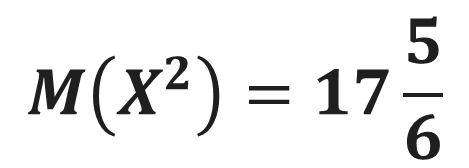 M(X²) = 17 5/6